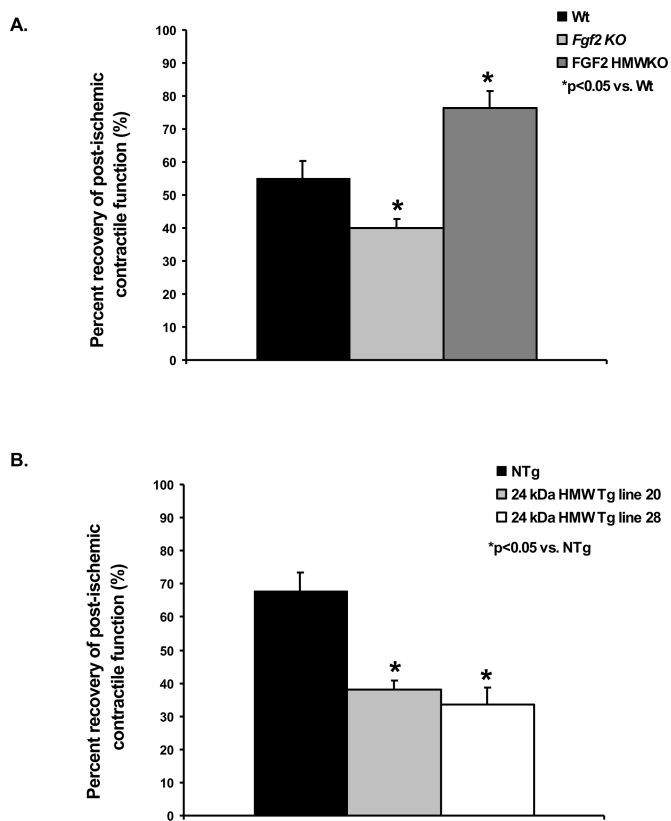 A.
Wt
Fgf2 KO
FGF2 HMWKO
*p<0.05 vs. Wt
Percent recovery of post-ischemic
contractile function (%)
100
90
80
70
60
50
40
30
20
10
0
*
*
B.
NTg
24 kDa HMW Tg line 20
24 kDa HMW Tg line 28
*p<0.05 vs. NTg
Percent recovery of post-ischemic
contractile function (%)
100
90
80
70
60
50
40
30
20
10
0
*
*